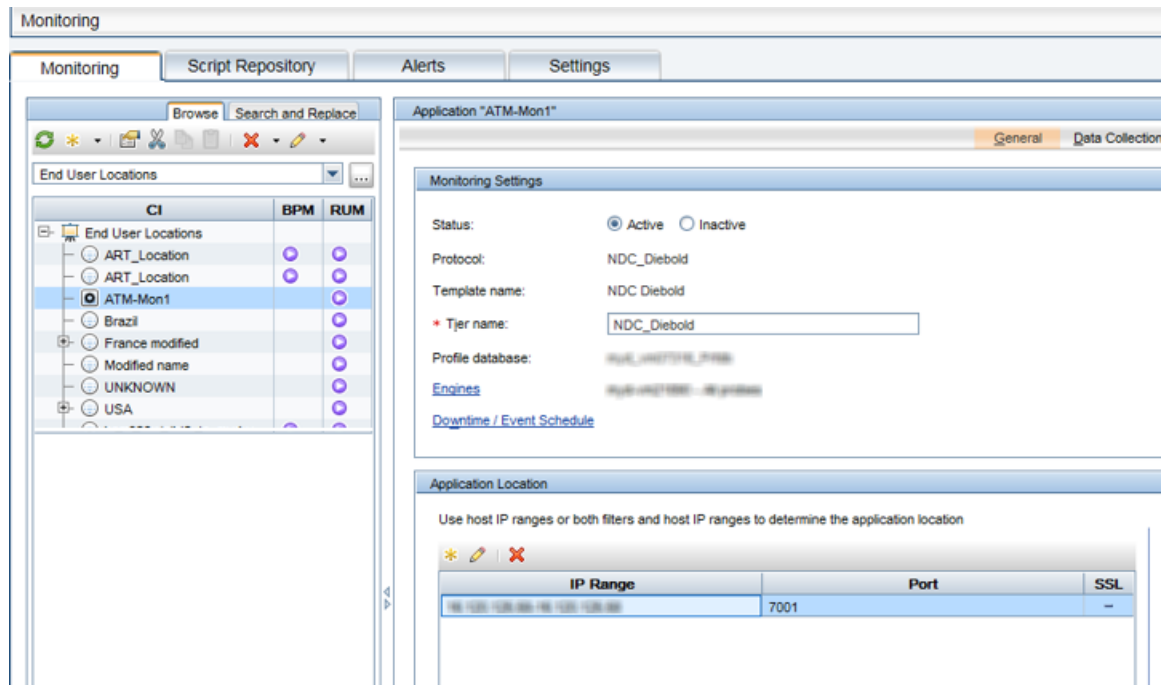 Monitoring
Monitoring Script Repository Alerts Settings
Browse Search and Replace
End User Locations
...
CI BPM RUM
End User Locations
ART_Location
ART_Location
ATM-Mon1
Brazil
France modified
Modified name
UNKNOWN
USA
Application "ATM-Mon1"
General Data Collection
Monitoring Settings
Status: Active Inactive
Protocol: NDC_Diebold
Template name: NDC Diebold
* Tier name: NDC_Diebold
Profile database:
Engines
Downtime / Event Schedule
Application Location
Use host IP ranges or both filters and host IP ranges to determine the application location
IP Range Port SSL
7001 –